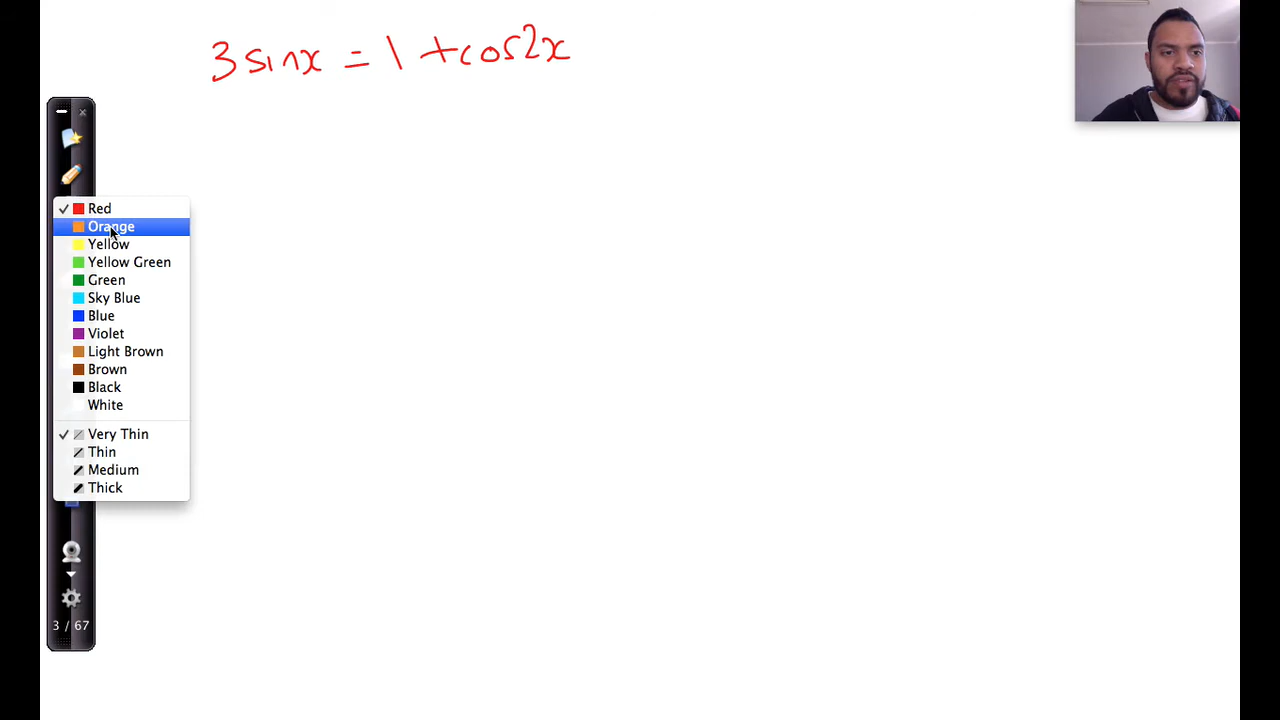 3 sin x = 1 + cos 2x
Red
Orange
Yellow
Yellow Green
Green
Sky Blue
Blue
Violet
Light Brown
Brown
Black
White
Very Thin
Thin
Medium
Thick
3 / 67